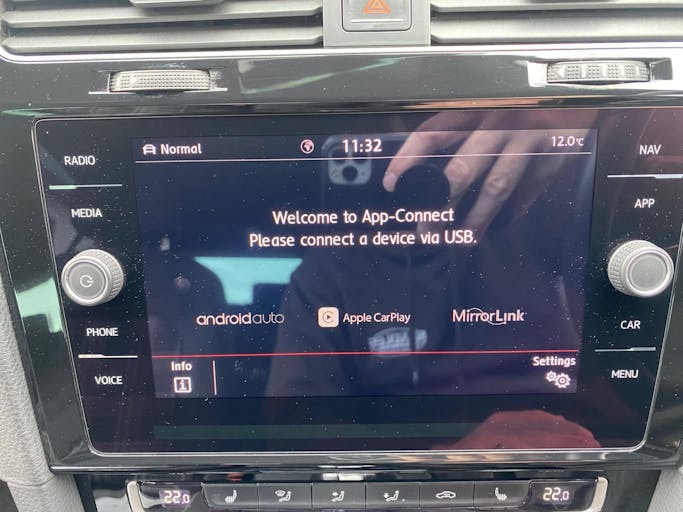 RADIO
MEDIA
PHONE
VOICE
Normal
11:32
12.0°C
Welcome to App-Connect
Please connect a device via USB.
androidauto
Apple CarPlay
MirrorLink
Info
Settings
NAV
APP
CAR
MENU
22.0
22.0